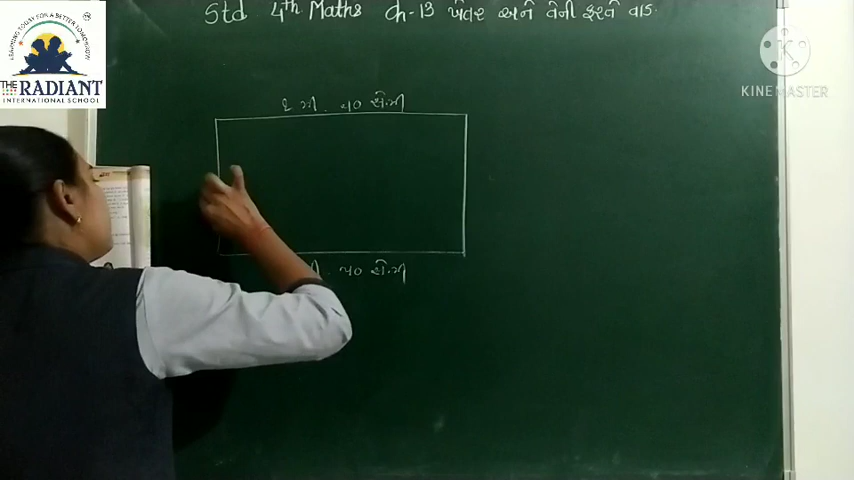 Std 4th Maths Ch-13 ખેતર અને તેની ફરતે વાડ.
LEARNING TODAY FOR A BETTER TOMORROW
THE RADIANT
INTERNATIONAL SCHOOL
KINEMASTER
મી. ૫૦ સે.મી
મી. ૫૦ સે.મી